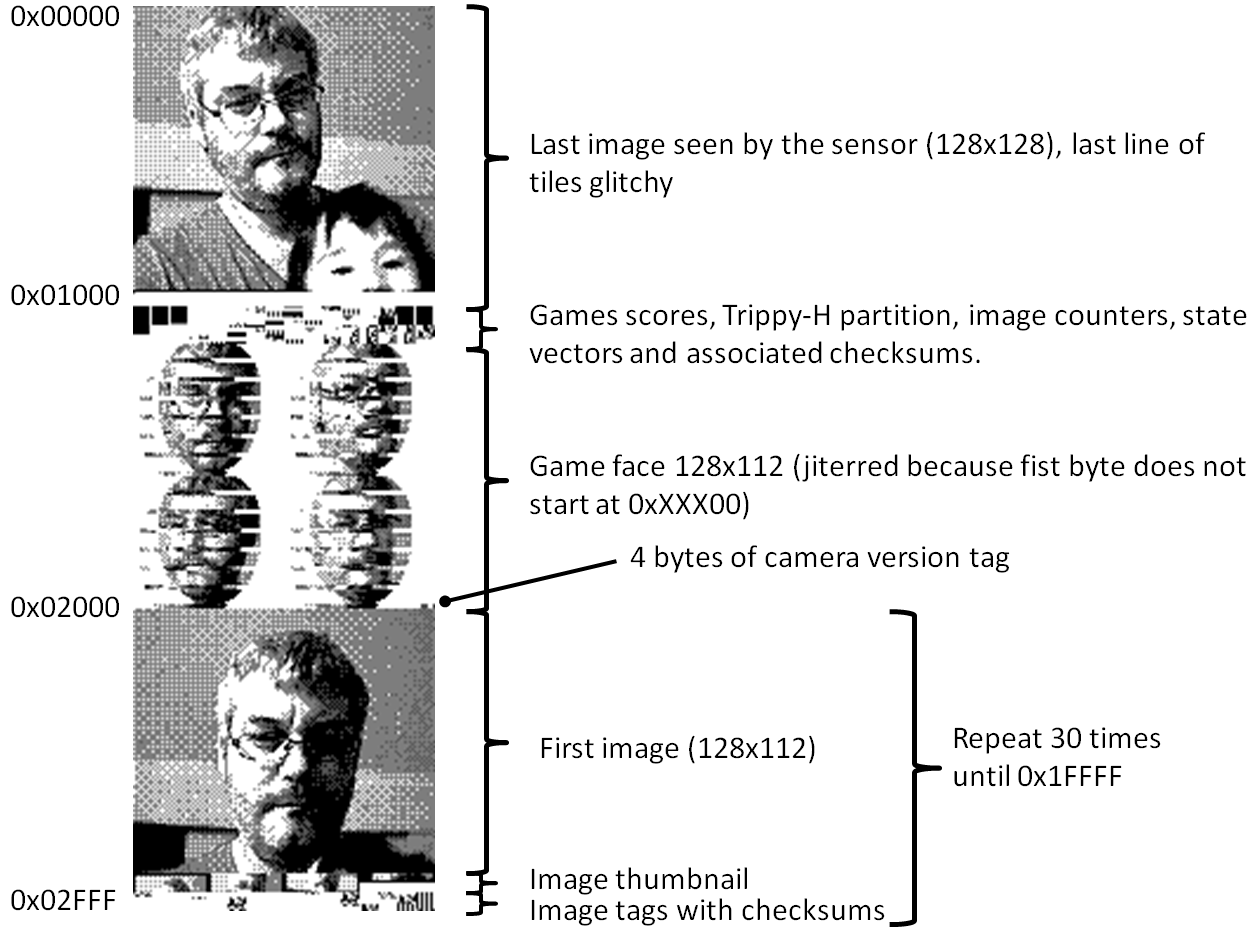 0x00000
Last image seen by the sensor (128x128), last line of
tiles glitchy
0x01000
Games scores, Trippy-H partition, image counters, state
vectors and associated checksums.
Game face 128x112 (jiterred because fist byte does not
start at 0xXXX00)
4 bytes of camera version tag
0x02000
First image (128x112)
Repeat 30 times
until 0x1FFFF
Image thumbnail
0x02FFF
Image tags with checksums